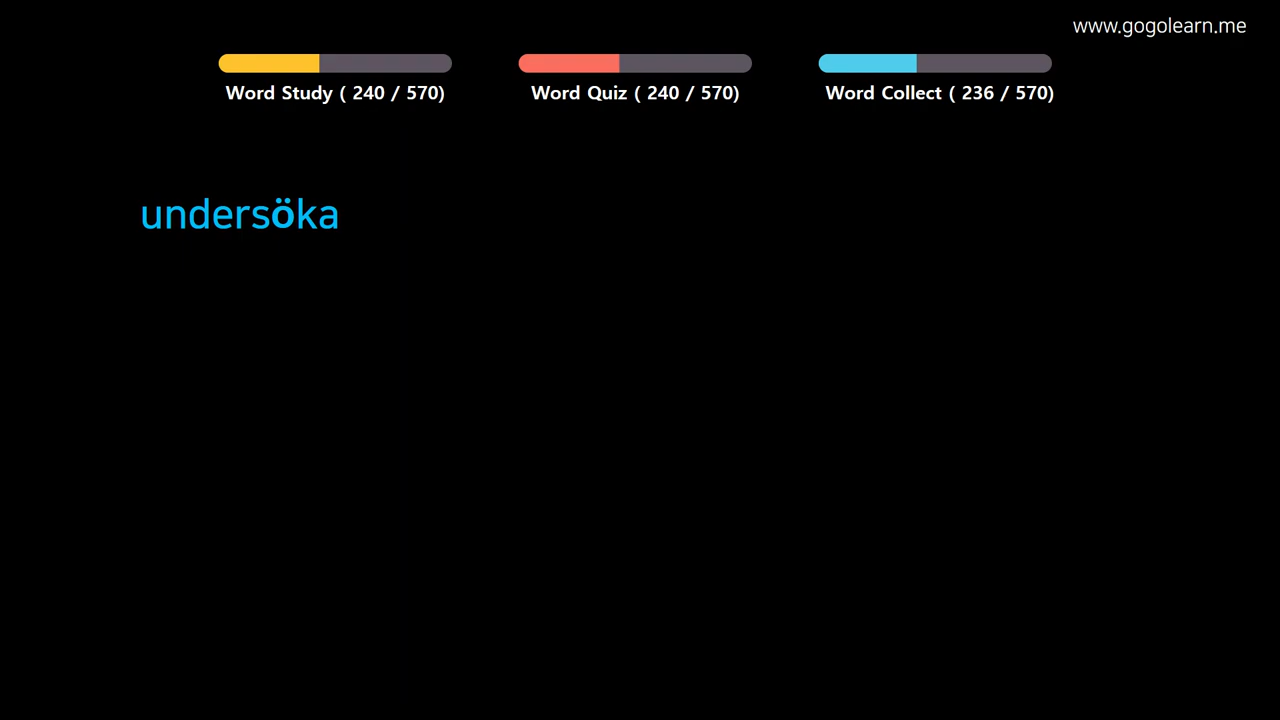 www.gogolearn.me
Word Study ( 240 / 570)
Word Quiz ( 240 / 570)
Word Collect ( 236 / 570)
undersöka